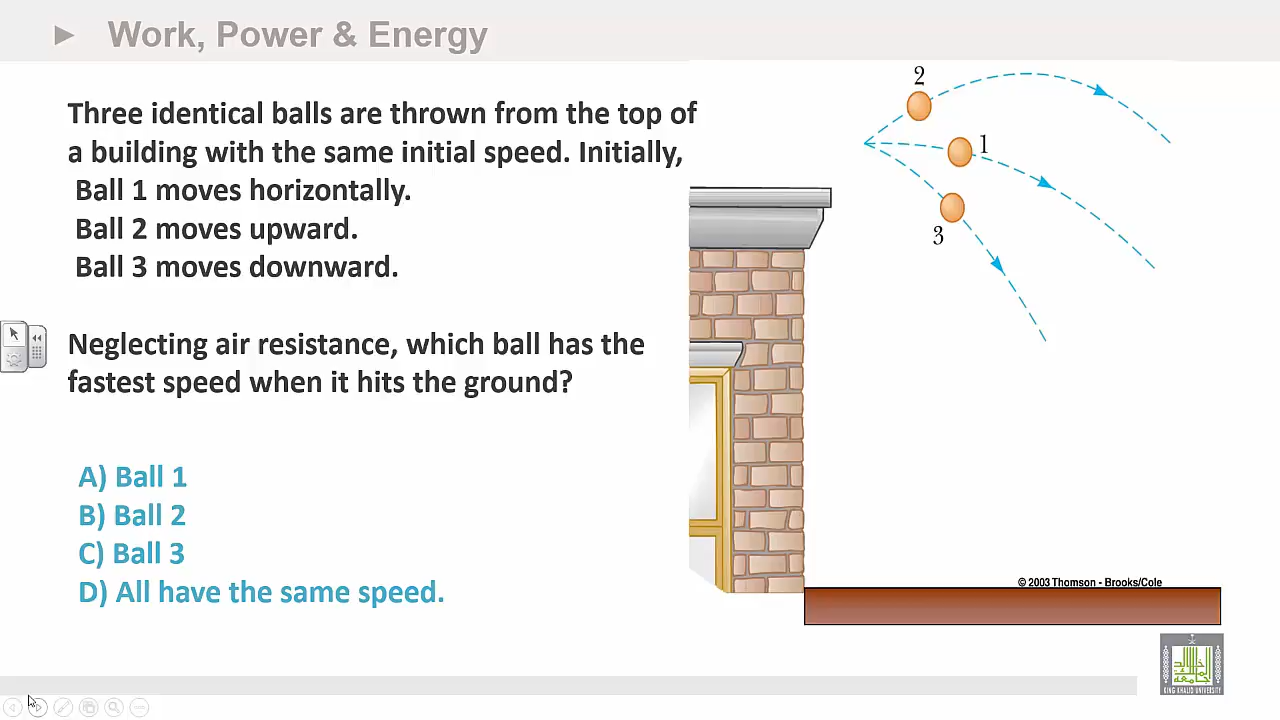 Work, Power & Energy
Three identical balls are thrown from the top of
a building with the same initial speed. Initially,
Ball 1 moves horizontally.
Ball 2 moves upward.
Ball 3 moves downward.
Neglecting air resistance, which ball has the
fastest speed when it hits the ground?
A) Ball 1
B) Ball 2
C) Ball 3
D) All have the same speed.
2
1
3
© 2003 Thomson - Brooks/Cole
KING KHALID UNIVERSITY